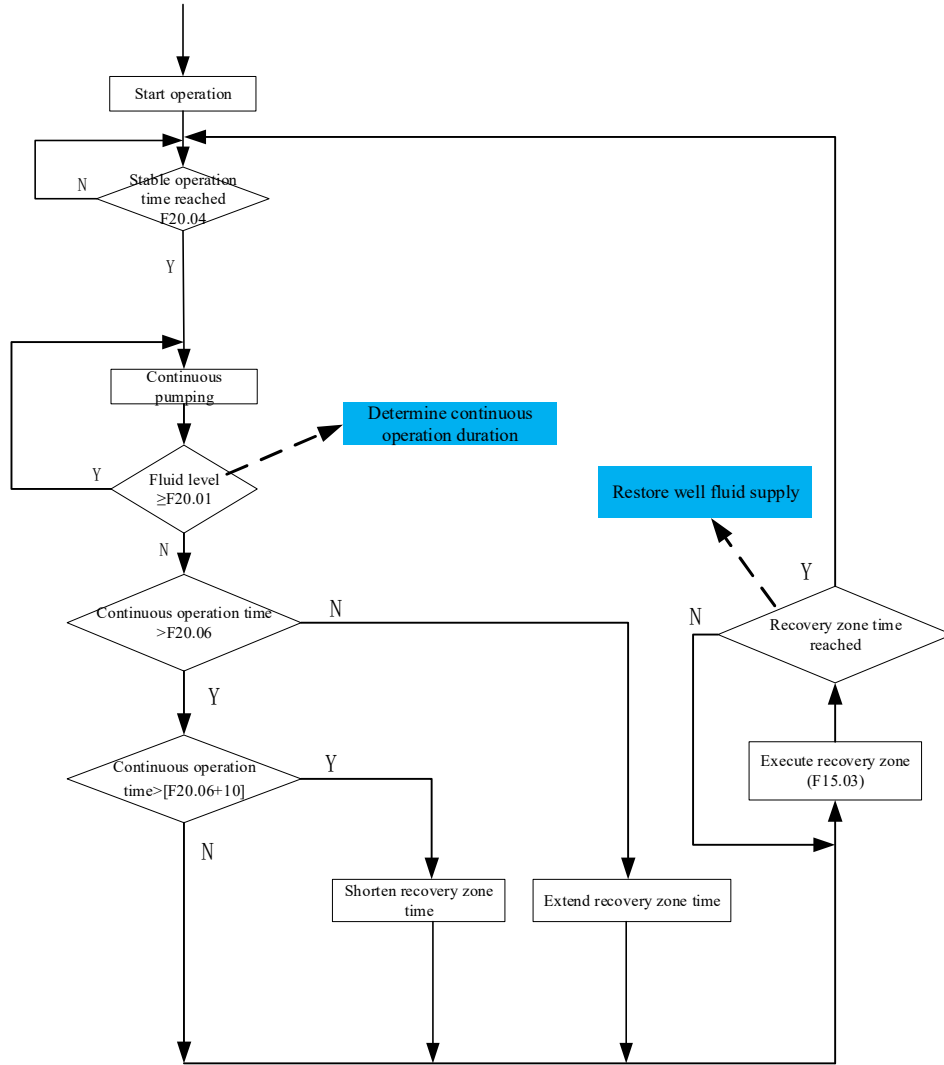 Start operation
N
Stable operation
time reached
F20.04
Y
Continuous
pumping
Determine continuous
operation duration
Y
Fluid level
≥F20.01
Restore well fluid supply
N
Y
Continuous operation time
>F20.06
N
N
Recovery zone time
reached
Y
Continuous operation
time>[F20.06+10]
Y
Execute recovery zone
(F15.03)
N
Shorten recovery zone
time
Extend recovery zone time